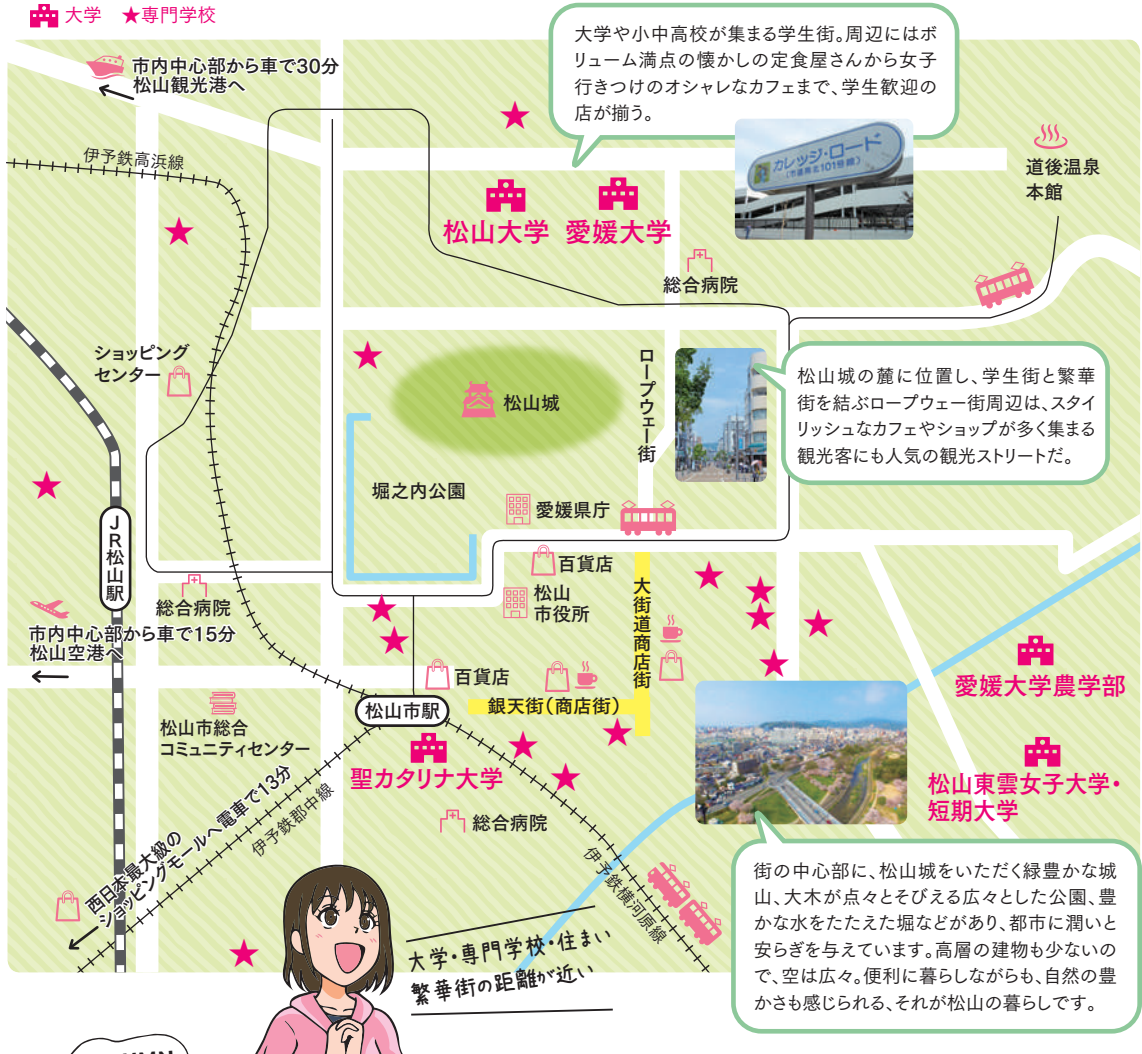 大学 ★専門学校
市内中心部から車で30分
松山観光港へ
大学や小中高校が集まる学生街。周辺にはボ
リューム満点の懐かしの定食屋さんから女子
行きつけのオシャレなカフェまで、学生歓迎の
店が揃う。
カレッジ・ロード
(市道県北101号線)
伊予鉄高浜線
道後温泉
本館
松山大学
愛媛大学
総合病院
ショッピング
センター
松山城
ロープウェー街
松山城の麓に位置し、学生街と繁華
街を結ぶロープウェー街周辺は、スタイ
リッシュなカフェやショップが多く集まる
観光客にも人気の観光ストリートだ。
堀之内公園
愛媛県庁
JR松山駅
百貨店
松山
市役所
大街道商店街
総合病院
市内中心部から車で15分
松山空港へ
百貨店
銀天街(商店街)
松山市駅
愛媛大学農学部
松山市総合
コミュニティセンター
聖カタリナ大学
松山東雲女子大学・
短期大学
総合病院
伊予鉄郡中線
西日本最大級の
ショッピングモールへ電車で13分
伊予鉄横河原線
街の中心部に、松山城をいただく緑豊かな城
山、大木が点々とそびえる広々とした公園、豊
かな水をたたえた堀などがあり、都市に潤いと
安らぎを与えています。高層の建物も少ないの
で、空は広々。便利に暮らしながらも、自然の豊
かさも感じられる、それが松山の暮らしです。
大学・専門学校・住まい
繁華街の距離が近い